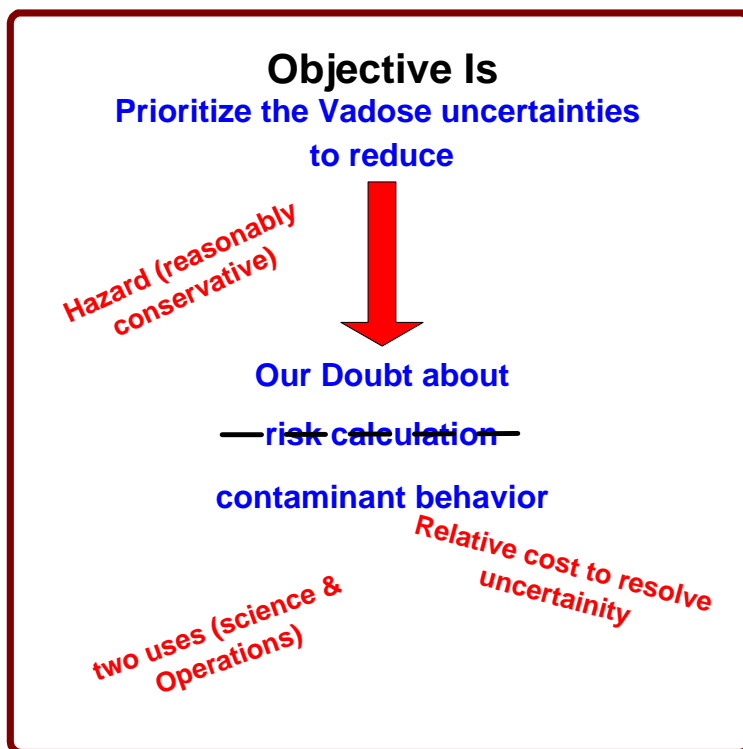 Objective Is
Prioritize the Vadose uncertainties
to reduce
Hazard (reasonably
conservative)
Our Doubt about
risk calculation
contaminant behavior
Relative cost to resolve
uncertainity
two uses (science &
Operations)